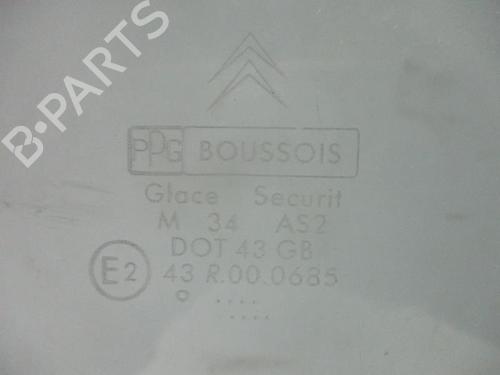 B-PARTS
PPG BOUSSOIS
Glace Securit
M 34 AS2
DOT 43 GB
E2 43 R.00.0685